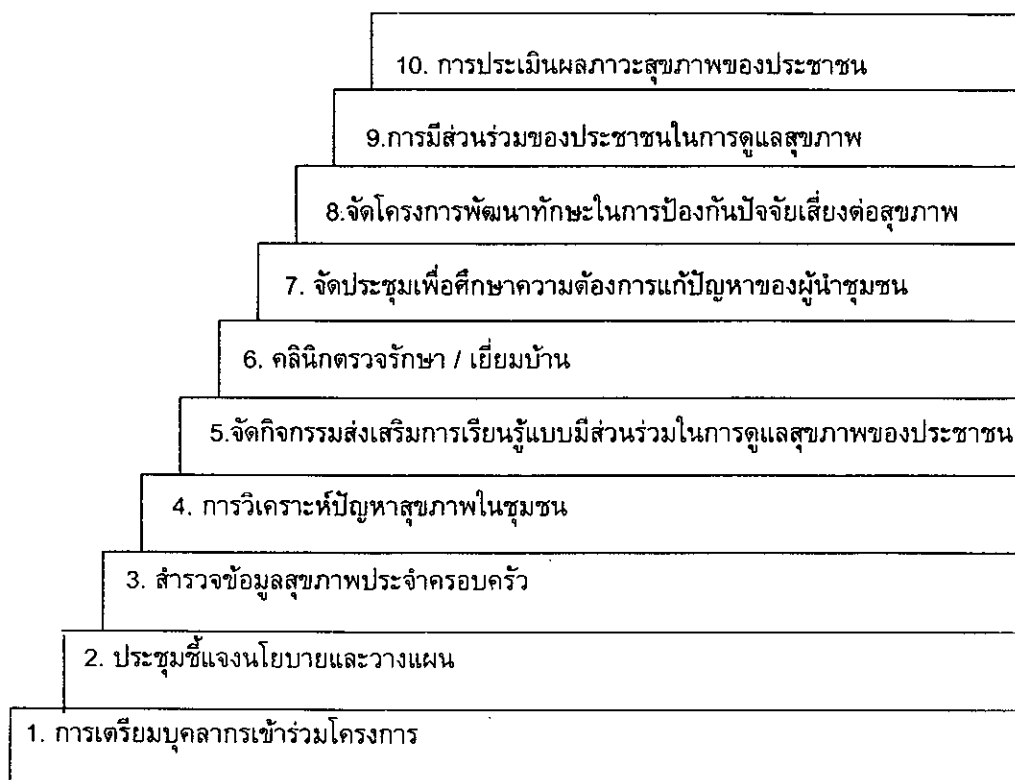 10. การประเมินผลภาวะสุขภาพของประชาชน
9.การมีส่วนร่วมของประชาชนในการดูแลสุขภาพ
8.จัดโครงการพัฒนาทักษะในการป้องกันปัจจัยเสี่ยงต่อสุขภาพ
7. จัดประชุมเพื่อศึกษาความต้องการแก้ปัญหาของผู้นำชุมชน
6. คลินิกตรวจรักษา / เยี่ยมบ้าน
5.จัดกิจกรรมส่งเสริมการเรียนรู้แบบมีส่วนร่วมในการดูแลสุขภาพของประชาชน
4. การวิเคราะห์ปัญหาสุขภาพในชุมชน
3. สำรวจข้อมูลสุขภาพประจำครอบครัว
2. ประชุมชี้แจงนโยบายและวางแผน
1. การเตรียมบุคลากรเข้าร่วมโครงการ